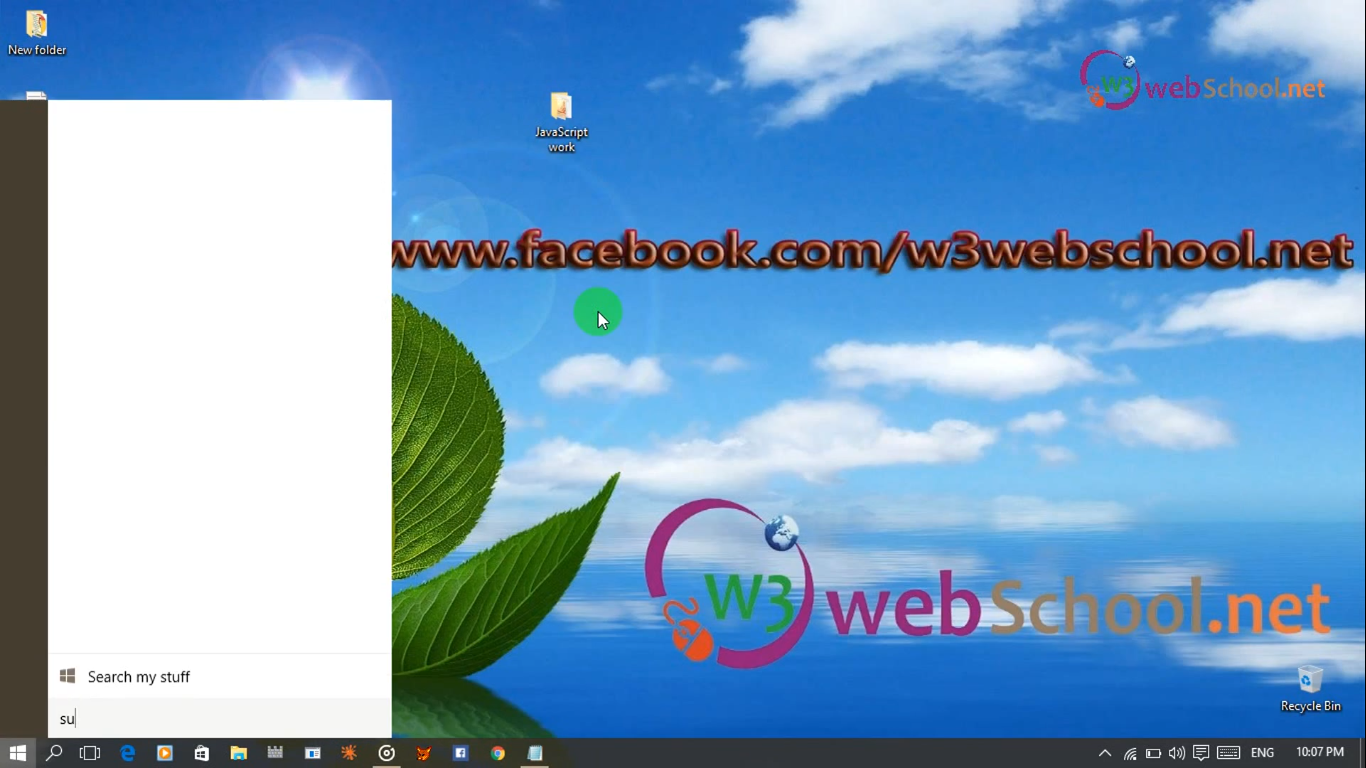 New folder
JavaScript
work
W3 webSchool.net
www.facebook.com/w3webschool.net
W3 webSchool.net
Search my stuff
su
Recycle Bin
ENG
10:07 PM